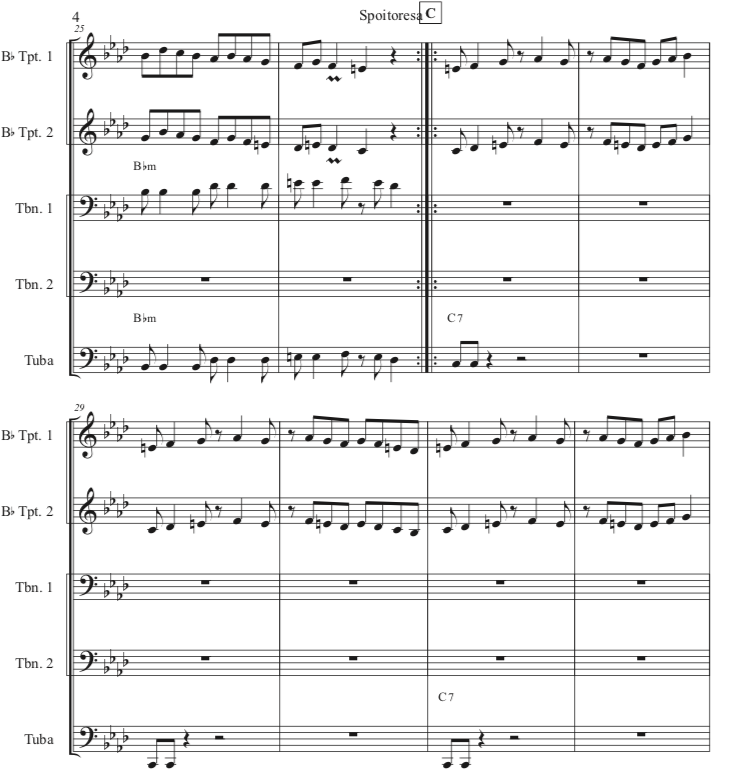 4
Spoitoresa C
25
B♭ Tpt. 1
B♭ Tpt. 2
B♭m
Tbn. 1
Tbn. 2
B♭m
C7
Tuba
29
B♭ Tpt. 1
B♭ Tpt. 2
Tbn. 1
Tbn. 2
C7
Tuba